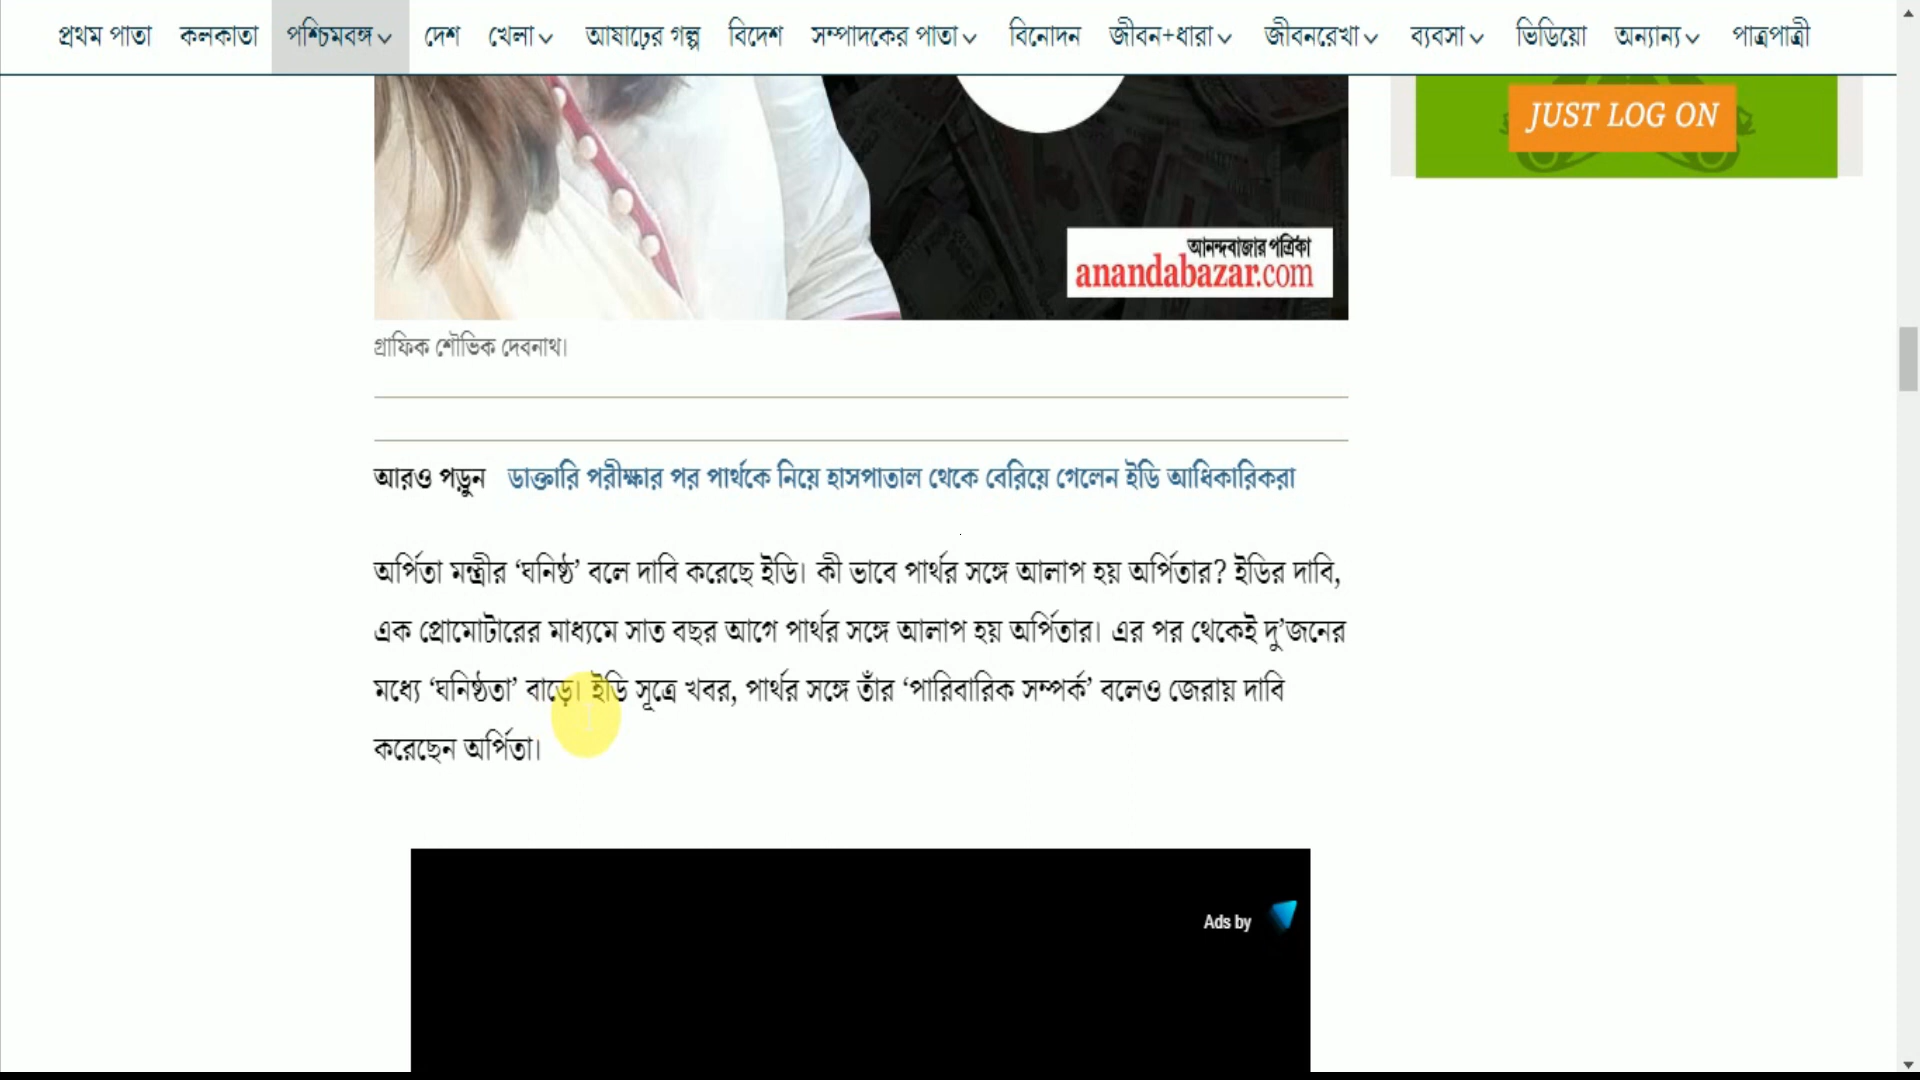 প্রথম পাতা কলকাতা পশ্চিমবঙ্গ দেশ খেলা আষাঢ়ের গল্প বিদেশ সম্পাদকের পাতা বিনোদন জীবন+ধারা জীবনরেখা ব্যবসা ভিডিয়ো অন্যান্য পাত্রপাত্রী
JUST LOG ON
আনন্দবাজার পত্রিকা
anandabazar.com
গ্রাফিক শৌভিক দেবনাথ।
আরও পড়ুন ডাক্তারি পরীক্ষার পর পার্থকে নিয়ে হাসপাতাল থেকে বেরিয়ে গেলেন ইডি আধিকারিকরা
অর্পিতা মন্ত্রীর ‘ঘনিষ্ঠ’ বলে দাবি করেছে ইডি। কী ভাবে পার্থর সঙ্গে আলাপ হয় অর্পিতার? ইডির দাবি,
এক প্রোমোটারের মাধ্যমে সাত বছর আগে পার্থর সঙ্গে আলাপ হয় অর্পিতার। এর পর থেকেই দু’জনের
মধ্যে ‘ঘনিষ্ঠতা’ বাড়ে। ইডি সূত্রে খবর, পার্থর সঙ্গে তাঁর ‘পারিবারিক সম্পর্ক’ বলেও জেরায় দাবি
করেছেন অর্পিতা।
Ads by